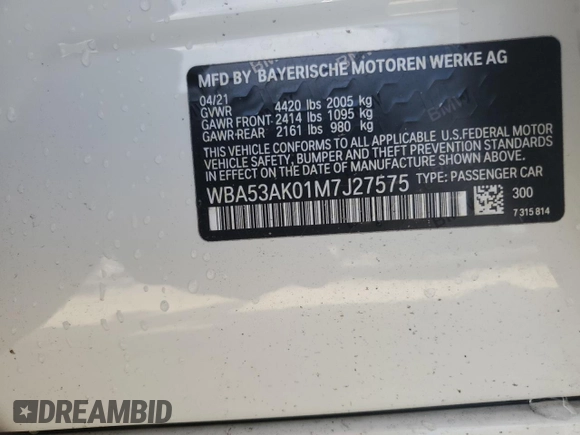 MFD BY BAYERISCHE MOTOREN WERKE AG
04/21
GVWR 4420 lbs 2005 kg
GAWR FRONT-2414 lbs 1095 kg
GAWR-REAR 2161 lbs 980 kg
THIS VEHICLE CONFORMS TO ALL APPLICABLE U.S.FEDERAL MOTOR
VEHICLE SAFETY, BUMPER AND THEFT PREVENTION STANDARDS
IN EFFECT ON THE DATE OF MANUFACTURE SHOWN ABOVE.
WBA53AK01M7J27575 TYPE: PASSENGER CAR
300
7 315 814
DREAMBID